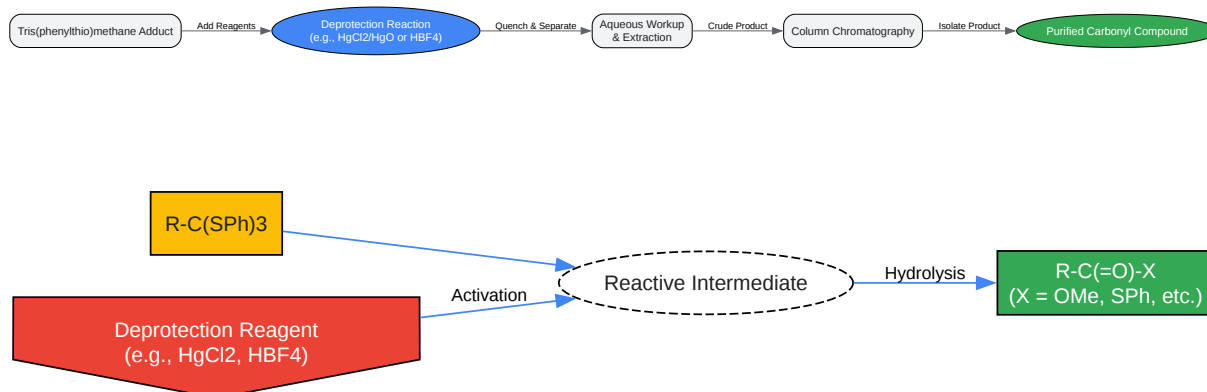 Tris(phenylthio)methane Adduct
Add Reagents
Deprotection Reaction
(e.g., HgCl2/HgO or HBF4)
Quench & Separate
Aqueous Workup
& Extraction
Crude Product
Column Chromatography
Isolate Product
Purified Carbonyl Compound
R-C(SPh)3
Deprotection Reagent
(e.g., HgCl2, HBF4)
Activation
Reactive Intermediate
Hydrolysis
R-C(=O)-X
(X = OMe, SPh, etc.)